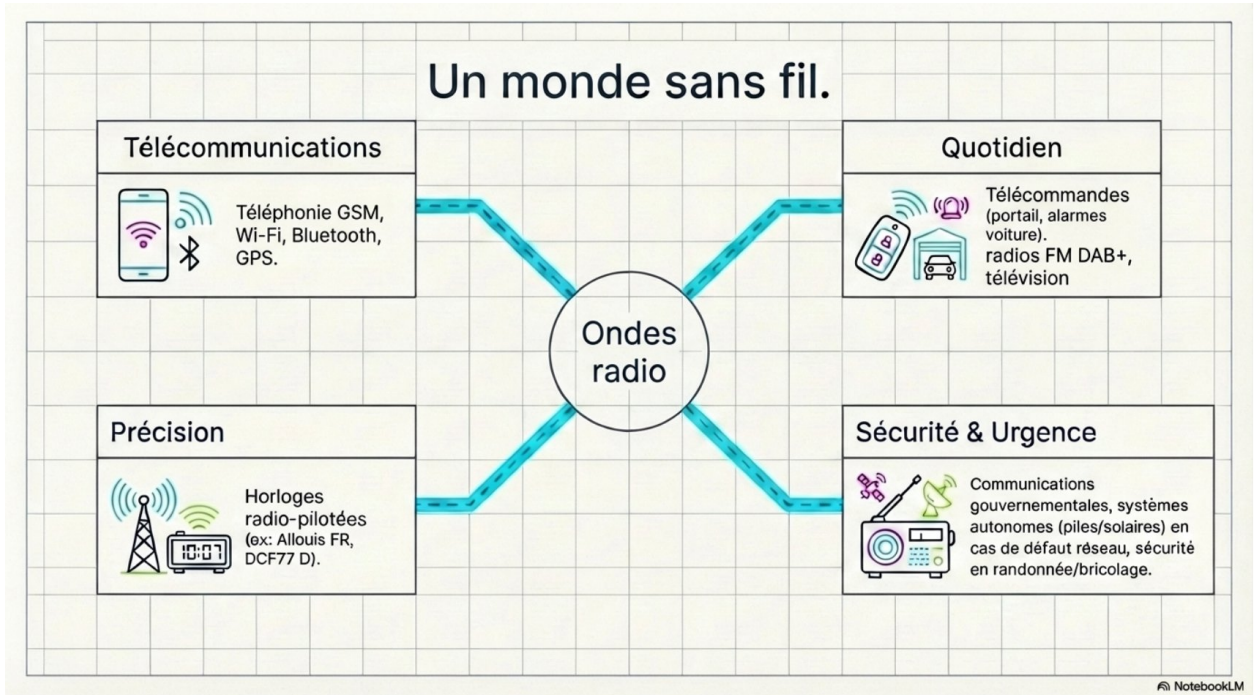 Un monde sans fil.
Télécommunications
Téléphonie GSM,
Wi-Fi, Bluetooth,
GPS.
Quotidien
Télécommandes
(portail, alarmes
voiture).
radios FM DAB+,
télévision
Ondes
radio
Précision
Horloges
radio-pilotées
(ex: Allouis FR,
DCF77 D).
10:07
Sécurité & Urgence
Communications
gouvernementales, systèmes
autonomes (piles/solaires) en
cas de défaut réseau, sécurité
en randonnée/bricolage.
NotebookLM